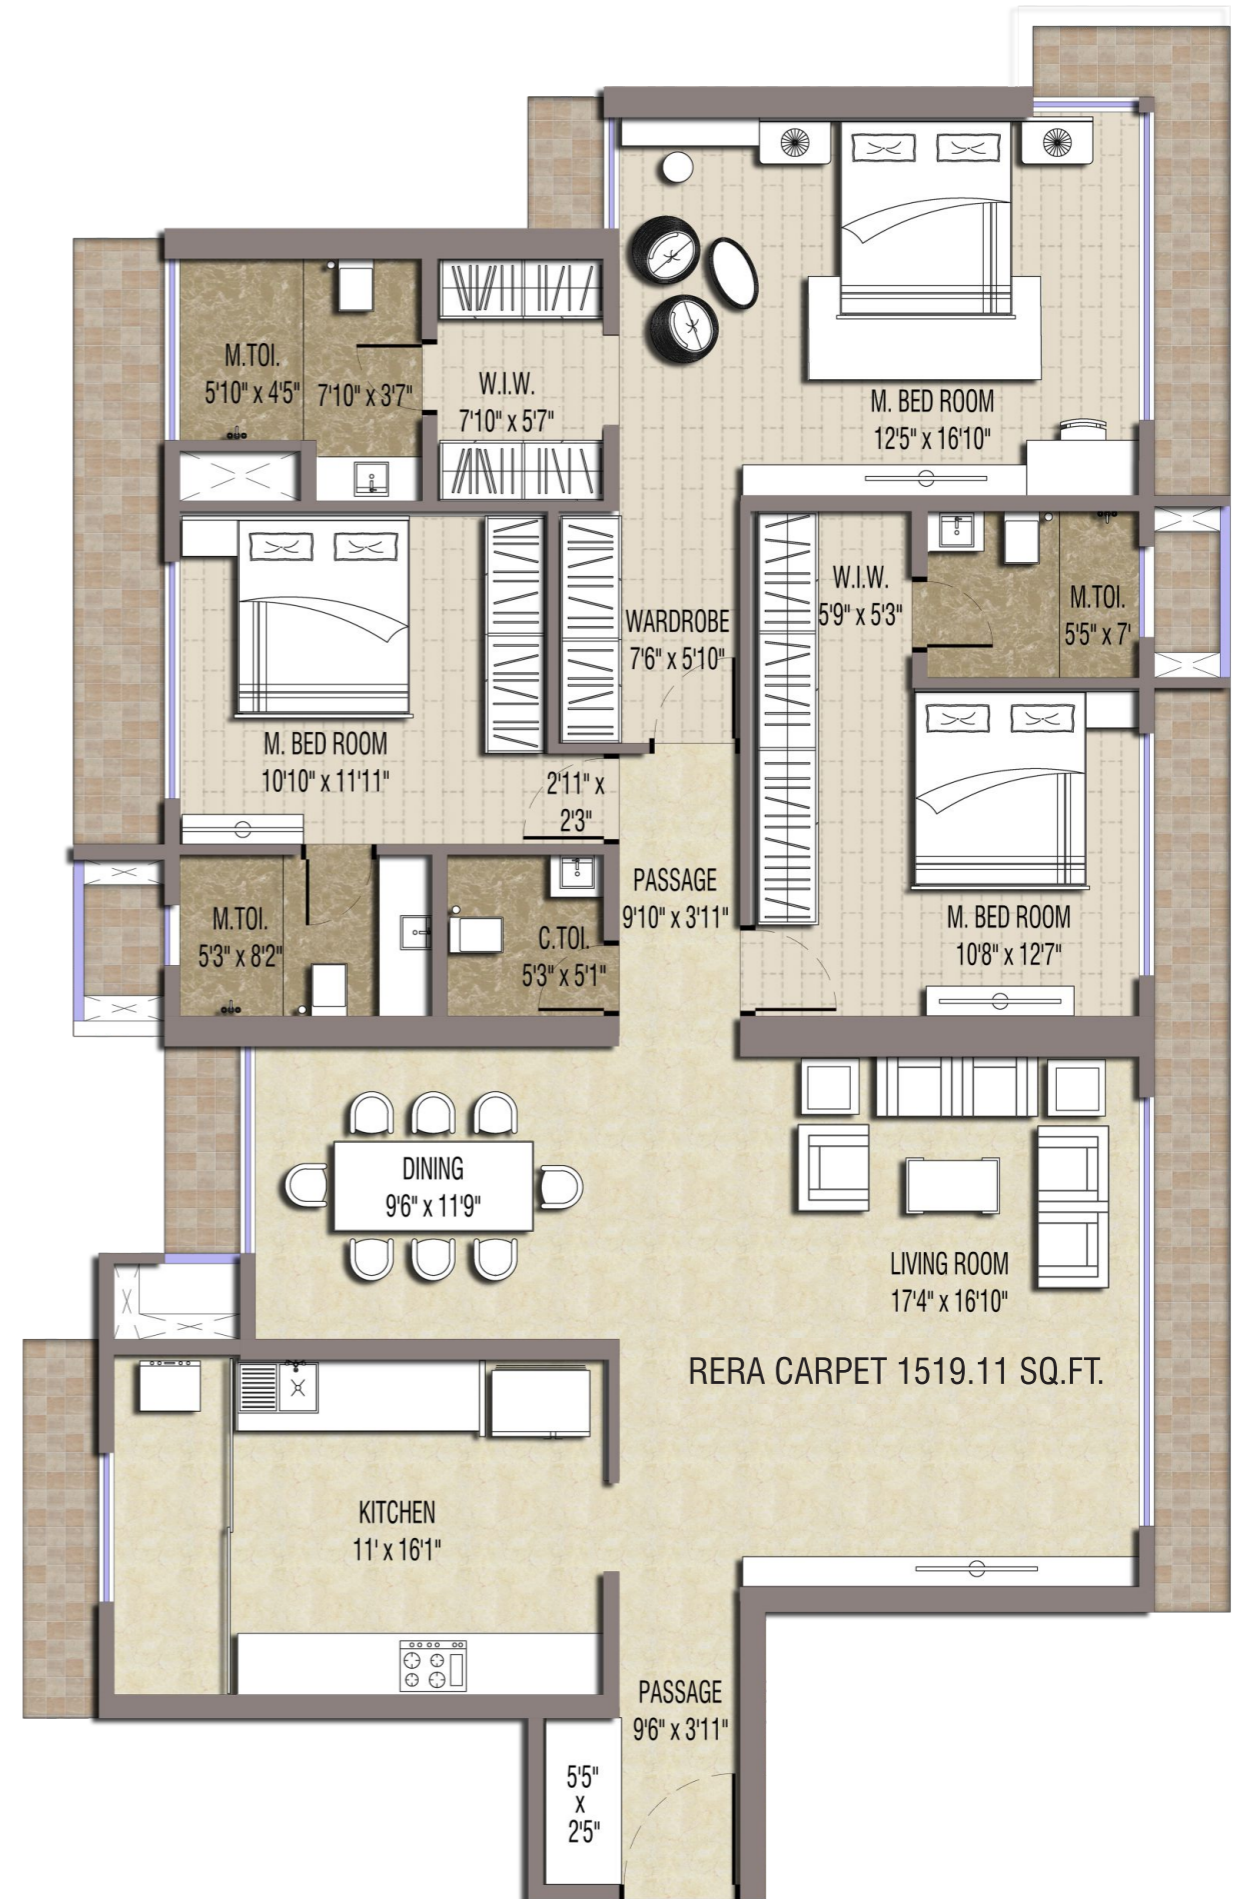 M. BED ROOM
12'5" x 16'10"
M.TOI.
5'10" x 4'5"
7'10" x 3'7"
W.I.W.
7'10" x 5'7"
W.I.W.
5'9" x 5'3"
M.TOI.
5'5" x 7'
WARDROBE
7'6" x 5'10"
M. BED ROOM
10'10" x 11'11"
2'11" x
2'3"
PASSAGE
9'10" x 3'11"
M. BED ROOM
10'8" x 12'7"
M.TOI.
5'3" x 8'2"
C.TOI.
5'3" x 5'1"
DINING
9'6" x 11'9"
LIVING ROOM
17'4" x 16'10"
RERA CARPET 1519.11 SQ.FT.
KITCHEN
11' x 16'1"
PASSAGE
9'6" x 3'11"
5'5"
x
2'5"